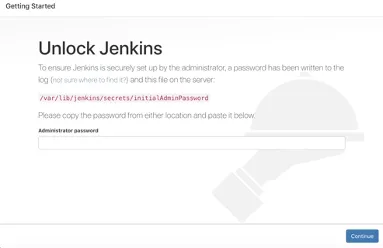 Getting Started
Unlock Jenkins
To ensure Jenkins is securely set up by the administrator, a password has been written to the
log (not sure where to find it?) and this file on the server:
/var/lib/jenkins/secrets/initialAdminPassword
Please copy the password from either location and paste it below.
Administrator password
Continue